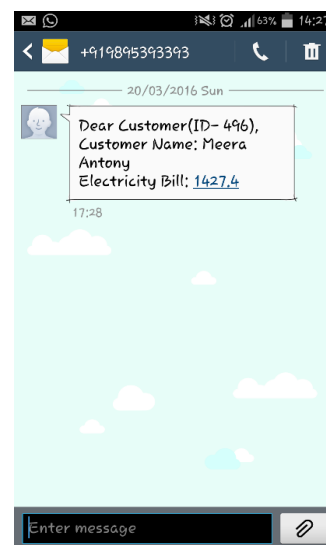 63% 14:27
+919895393393
20/03/2016 Sun
Dear Customer(ID- 496),
Customer Name: Meera
Antony
Electricity Bill: 1427.4
17:28
Enter message